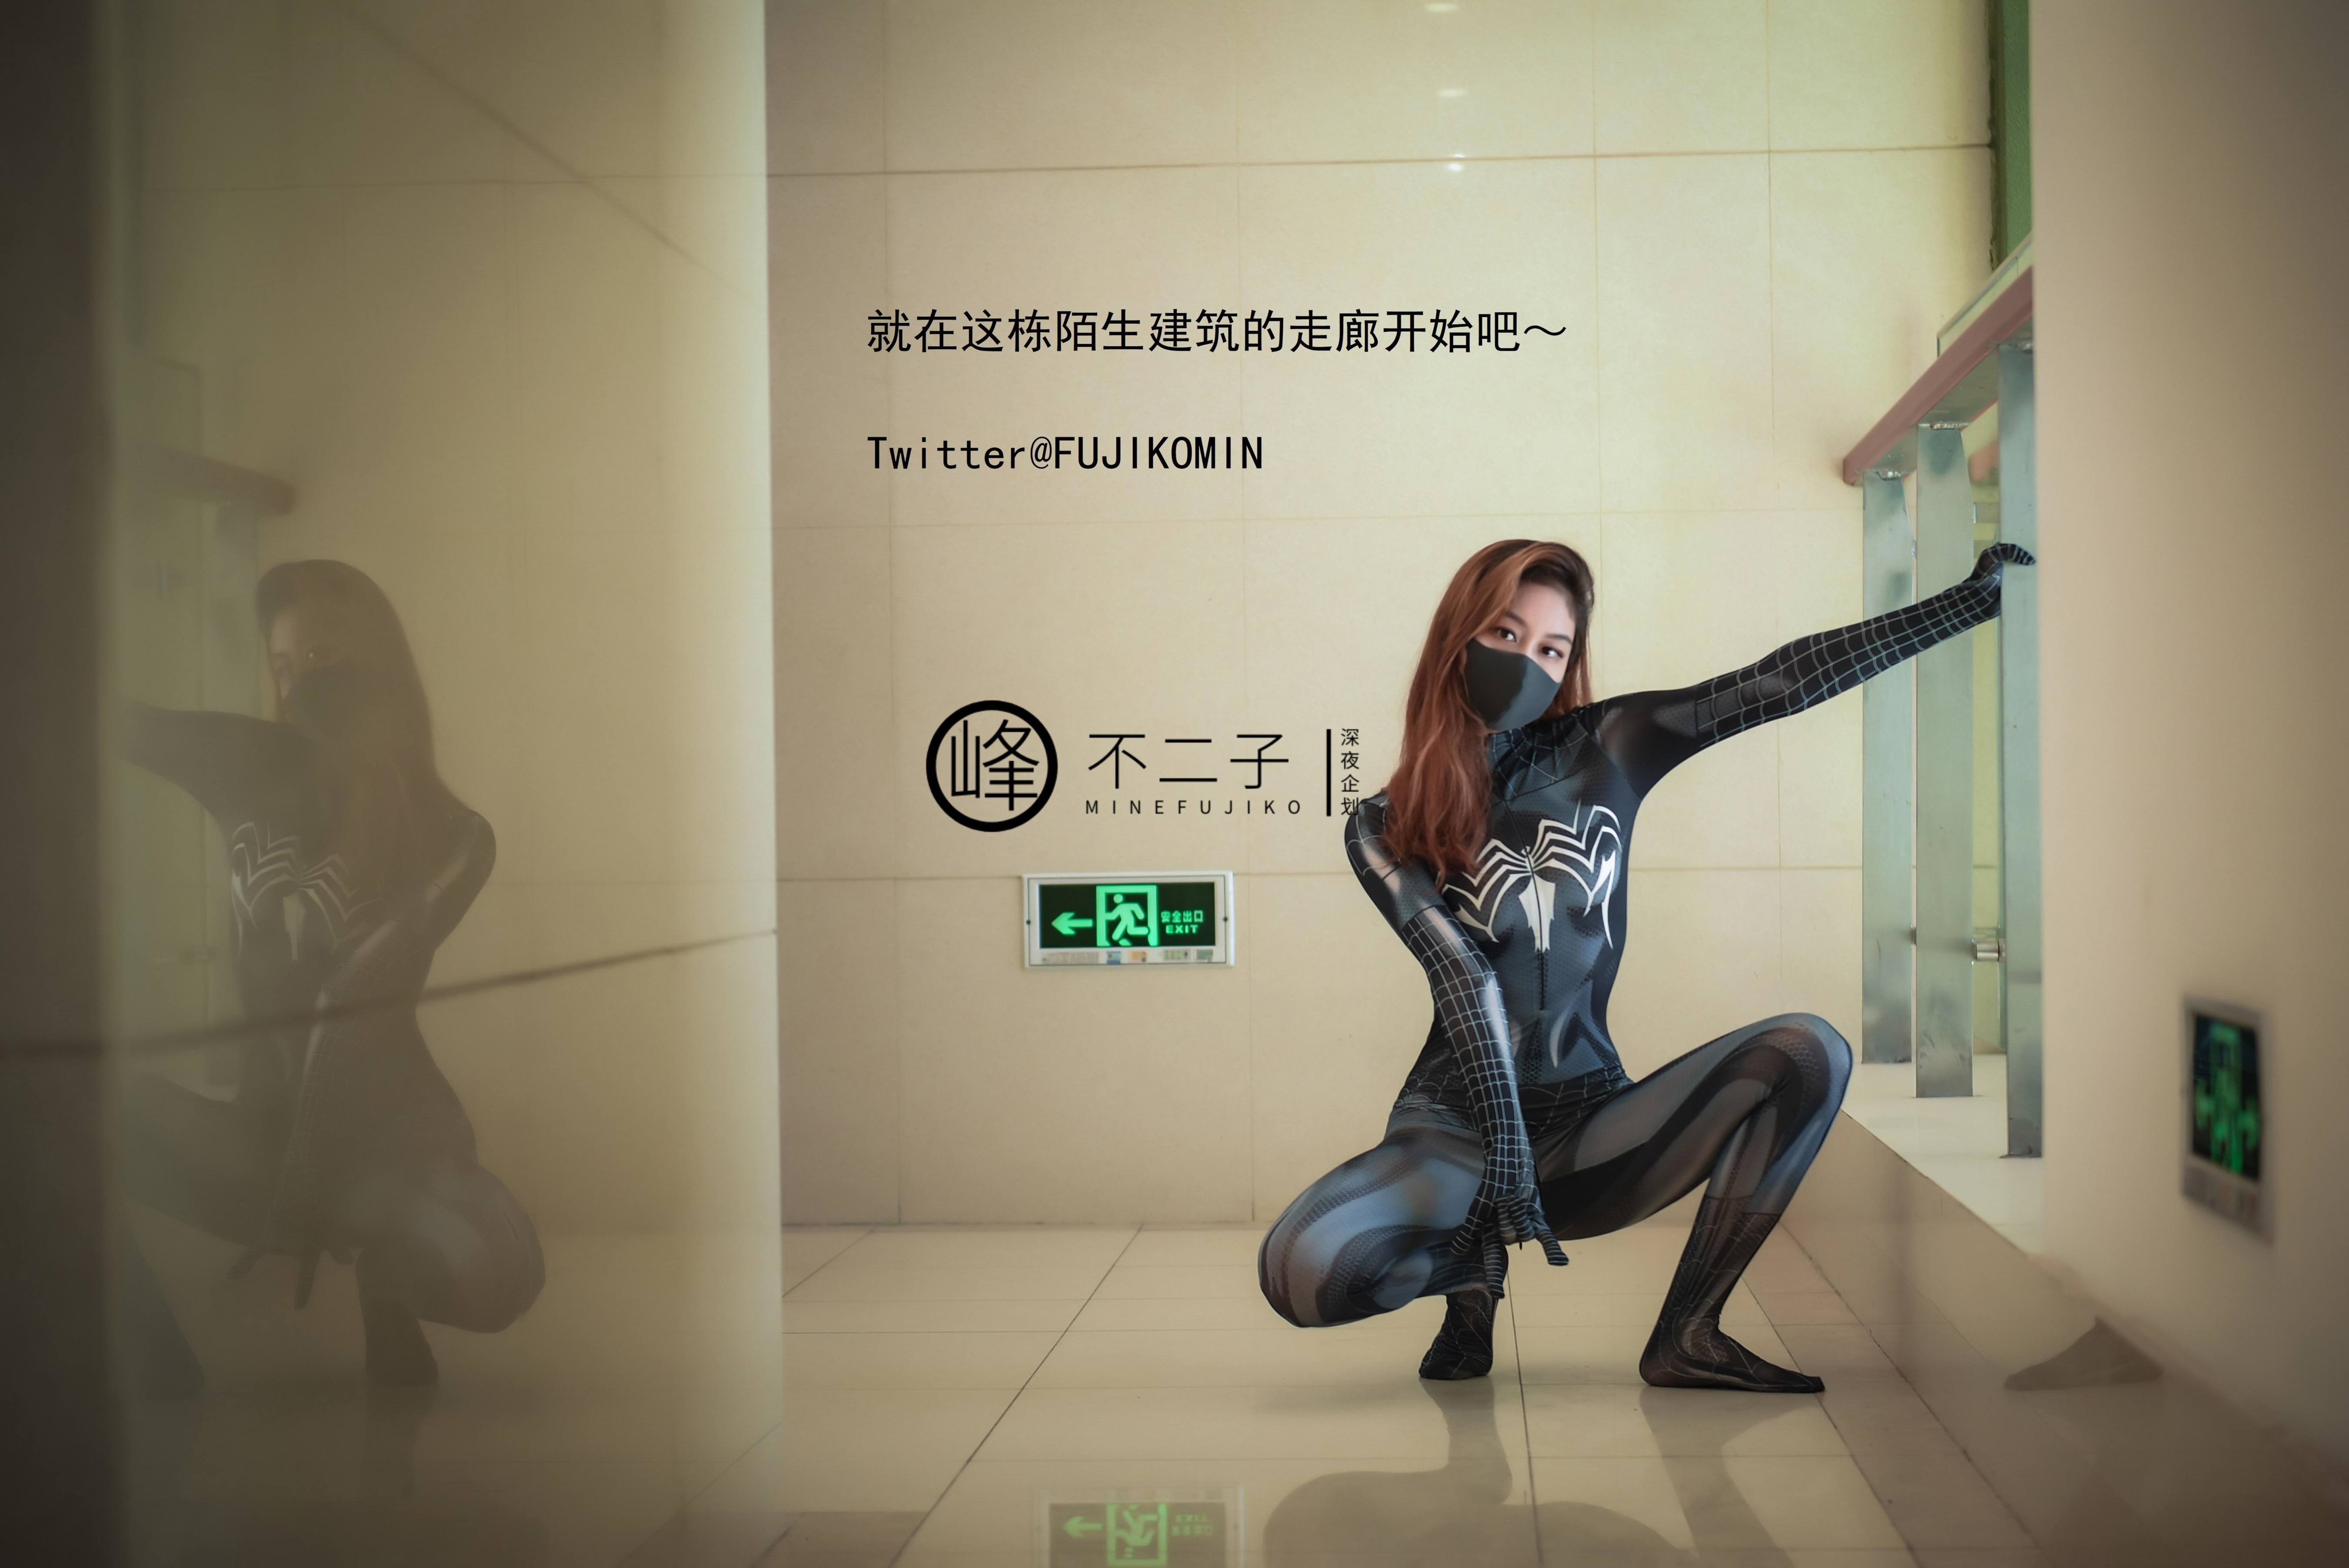 就在这栋陌生建筑的走廊开始吧～
Twitter@FUJIKOMIN
峰
不二子
MINEFUJIKO
深夜企划
安全出口
EXIT